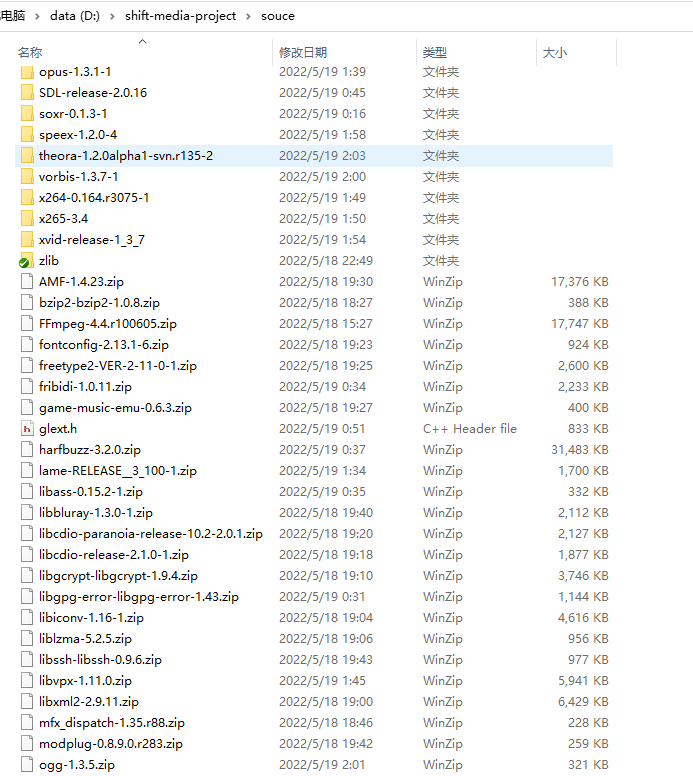 电脑 › data (D:) › shift-media-project › souce
名称 修改日期 类型 大小
opus-1.3.1-1 2022/5/19 1:39 文件夹
SDL-release-2.0.16 2022/5/19 0:45 文件夹
soxr-0.1.3-1 2022/5/19 0:16 文件夹
speex-1.2.0-4 2022/5/19 1:58 文件夹
theora-1.2.0alpha1-svn.r135-2 2022/5/19 2:03 文件夹
vorbis-1.3.7-1 2022/5/19 2:00 文件夹
x264-0.164.r3075-1 2022/5/19 1:49 文件夹
x265-3.4 2022/5/19 1:50 文件夹
xvid-release-1_3_7 2022/5/19 1:54 文件夹
zlib 2022/5/18 22:49 文件夹
AMF-1.4.23.zip 2022/5/18 19:30 WinZip 17,376 KB
bzip2-bzip2-1.0.8.zip 2022/5/18 18:27 WinZip 388 KB
FFmpeg-4.4.r100605.zip 2022/5/18 15:27 WinZip 17,747 KB
fontconfig-2.13.1-6.zip 2022/5/18 19:23 WinZip 924 KB
freetype2-VER-2-11-0-1.zip 2022/5/18 19:25 WinZip 2,600 KB
fribidi-1.0.11.zip 2022/5/19 0:34 WinZip 2,233 KB
game-music-emu-0.6.3.zip 2022/5/18 19:27 WinZip 400 KB
glext.h 2022/5/19 0:51 C++ Header file 833 KB
harfbuzz-3.2.0.zip 2022/5/19 0:37 WinZip 31,483 KB
lame-RELEASE__3_100-1.zip 2022/5/19 1:34 WinZip 1,700 KB
libass-0.15.2-1.zip 2022/5/19 0:35 WinZip 332 KB
libbluray-1.3.0-1.zip 2022/5/18 19:40 WinZip 2,112 KB
libcdio-paranoia-release-10.2-2.0.1.zip 2022/5/18 19:20 WinZip 2,127 KB
libcdio-release-2.1.0-1.zip 2022/5/18 19:18 WinZip 1,877 KB
libgcrypt-libgcrypt-1.9.4.zip 2022/5/18 19:10 WinZip 3,746 KB
libgpg-error-libgpg-error-1.43.zip 2022/5/19 0:31 WinZip 1,144 KB
libiconv-1.16-1.zip 2022/5/18 19:04 WinZip 4,616 KB
liblzma-5.2.5.zip 2022/5/18 19:06 WinZip 956 KB
libssh-libssh-0.9.6.zip 2022/5/18 19:43 WinZip 977 KB
libvpx-1.11.0.zip 2022/5/19 1:45 WinZip 5,941 KB
libxml2-2.9.11.zip 2022/5/18 19:00 WinZip 6,429 KB
mfx_dispatch-1.35.r88.zip 2022/5/18 18:46 WinZip 228 KB
modplug-0.8.9.0.r283.zip 2022/5/18 19:42 WinZip 259 KB
ogg-1.3.5.zip 2022/5/19 2:01 WinZip 321 KB